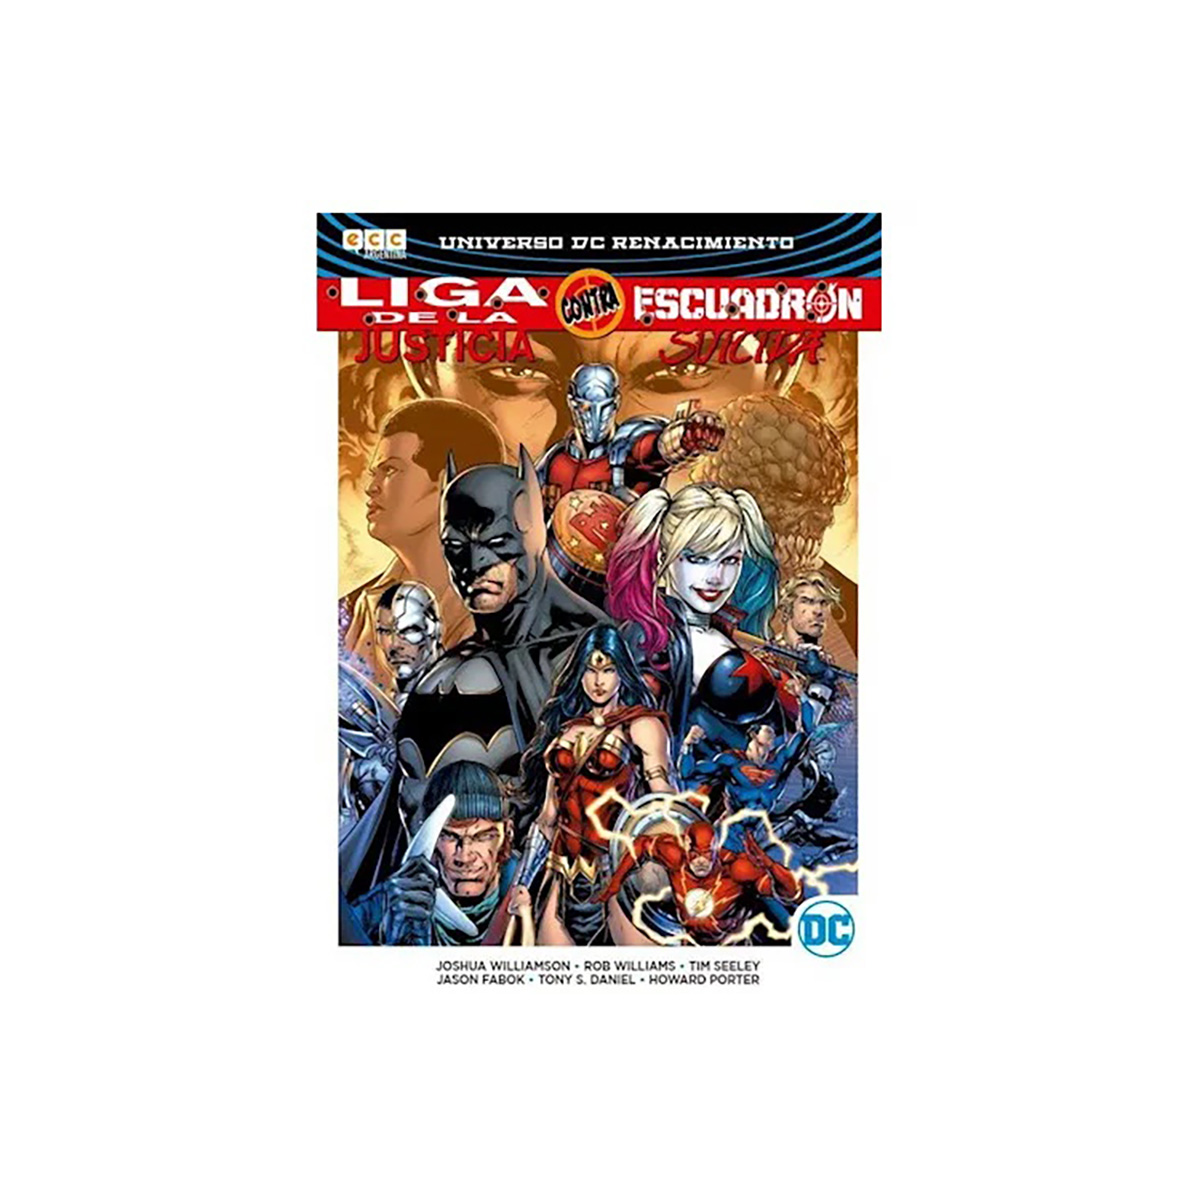 ecc
ARGENTINA
UNIVERSO DC RENACIMIENTO
LIGA
DE LA
JUSTICIA
CONTRA
ESCUADRÓN
SUICIDA
DC
JOSHUA WILLIAMSON • ROB WILLIAMS • TIM SEELEY
JASON FABOK • TONY S. DANIEL • HOWARD PORTER